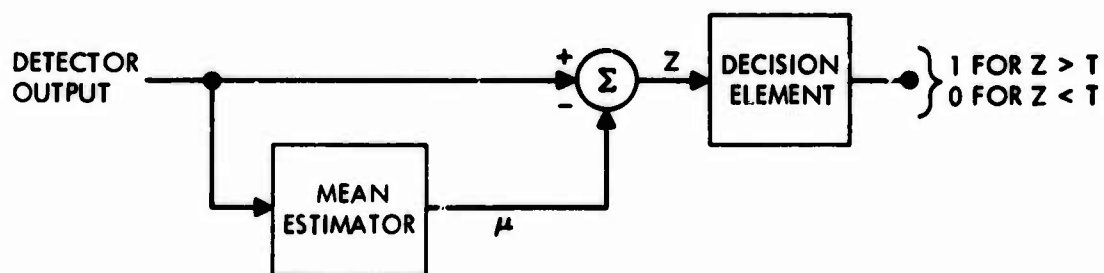 DETECTOR
OUTPUT
+
Σ
-
Z
DECISION
ELEMENT
1 FOR Z > T
0 FOR Z < T
MEAN
ESTIMATOR
μ